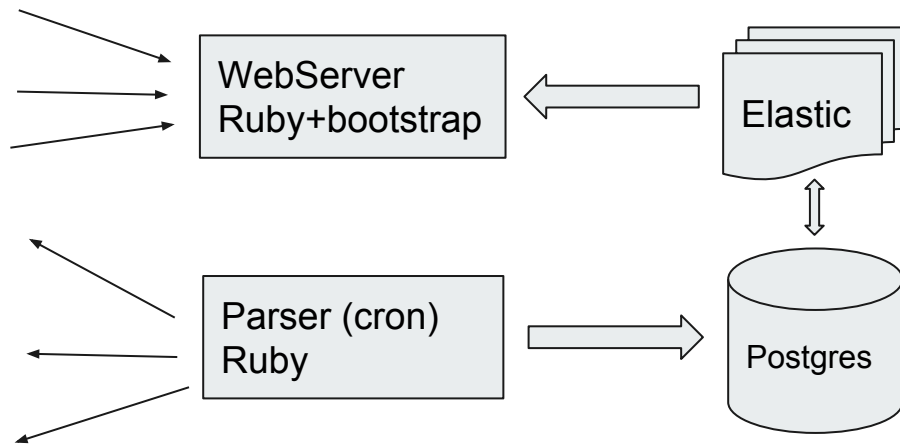 WebServer
Ruby+bootstrap
Elastic
Parser (cron)
Ruby
Postgres